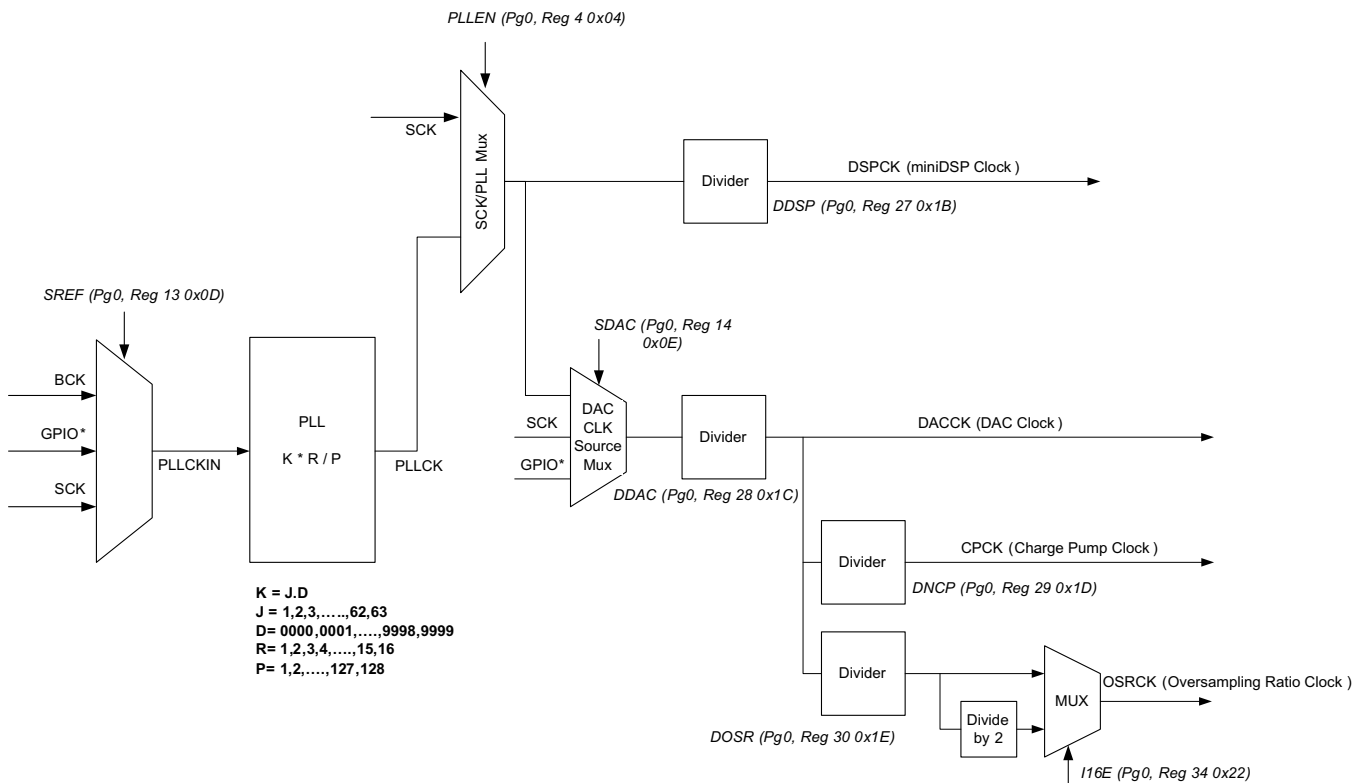 PLLEN (Pg0, Reg 4 0x04)
SCK
SCK/PLL Mux
Divider
DSPCK (miniDSP Clock )
DDSP (Pg0, Reg 27 0x1B)
SREF (Pg0, Reg 13 0x0D)
BCK
GPIO*
SCK
PLLCKIN
PLL
K * R / P
PLLCK
K = J.D
J = 1,2,3,…..,62,63
D= 0000,0001,….,9998,9999
R= 1,2,3,4,….,15,16
P= 1,2,….,127,128
SDAC (Pg0, Reg 14
0x0E)
SCK
GPIO*
DAC
CLK
Source
Mux
Divider
DDAC (Pg0, Reg 28 0x1C)
DACCK (DAC Clock )
Divider
CPCK (Charge Pump Clock )
DNCP (Pg0, Reg 29 0x1D)
Divider
DOSR (Pg0, Reg 30 0x1E)
Divide
by 2
MUX
OSRCK (Oversampling Ratio Clock )
I16E (Pg0, Reg 34 0x22)